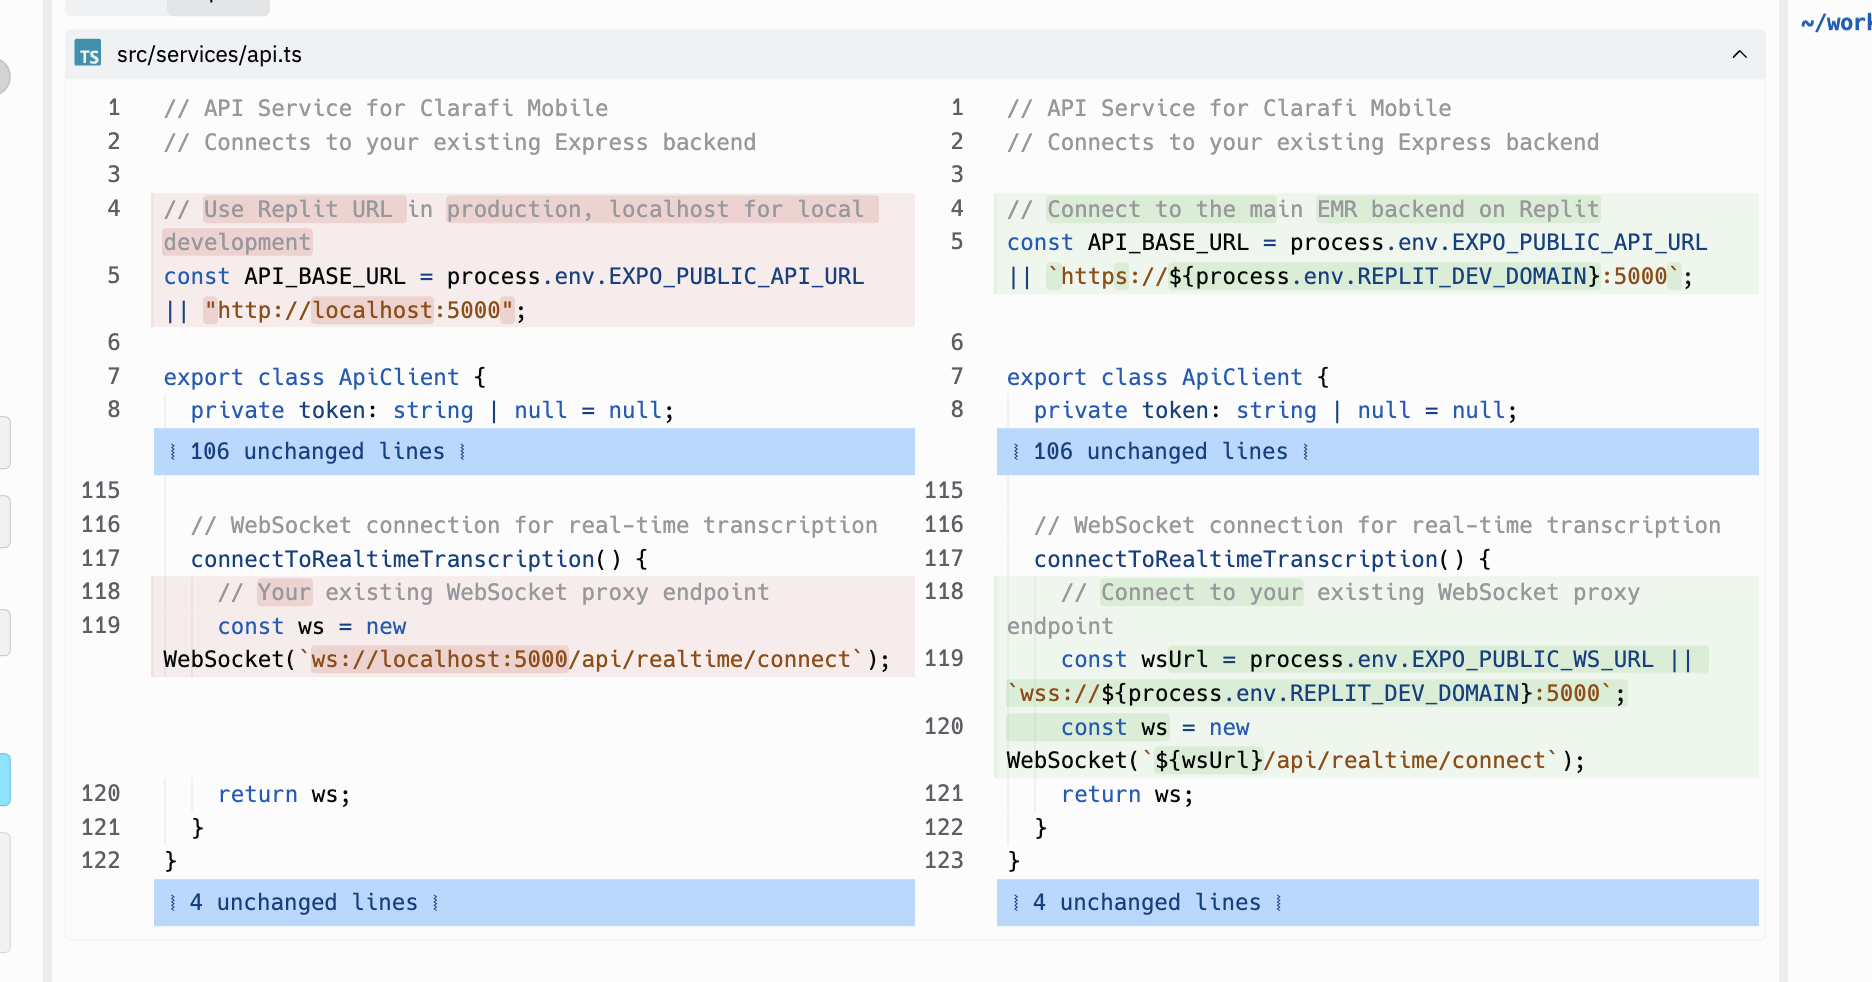 ~/work
TS src/services/api.ts
1 // API Service for Clarafi Mobile
2 // Connects to your existing Express backend
3
4 // Use Replit URL in production, localhost for local
development
5 const API_BASE_URL = process.env.EXPO_PUBLIC_API_URL
|| "http://localhost:5000";
6
7 export class ApiClient {
8 private token: string | null = null;
106 unchanged lines
115
116 // WebSocket connection for real-time transcription
117 connectToRealtimeTranscription() {
118 // Your existing WebSocket proxy endpoint
119 const ws = new
WebSocket(`ws://localhost:5000/api/realtime/connect`);
120 return ws;
121 }
122 }
4 unchanged lines
1 // API Service for Clarafi Mobile
2 // Connects to your existing Express backend
3
4 // Connect to the main EMR backend on Replit
5 const API_BASE_URL = process.env.EXPO_PUBLIC_API_URL
|| `https://${process.env.REPLIT_DEV_DOMAIN}:5000`;
6
7 export class ApiClient {
8 private token: string | null = null;
106 unchanged lines
115
116 // WebSocket connection for real-time transcription
117 connectToRealtimeTranscription() {
118 // Connect to your existing WebSocket proxy
endpoint
119 const wsUrl = process.env.EXPO_PUBLIC_WS_URL ||
`wss://${process.env.REPLIT_DEV_DOMAIN}:5000`;
120 const ws = new
WebSocket(`${wsUrl}/api/realtime/connect`);
121 return ws;
122 }
123 }
4 unchanged lines